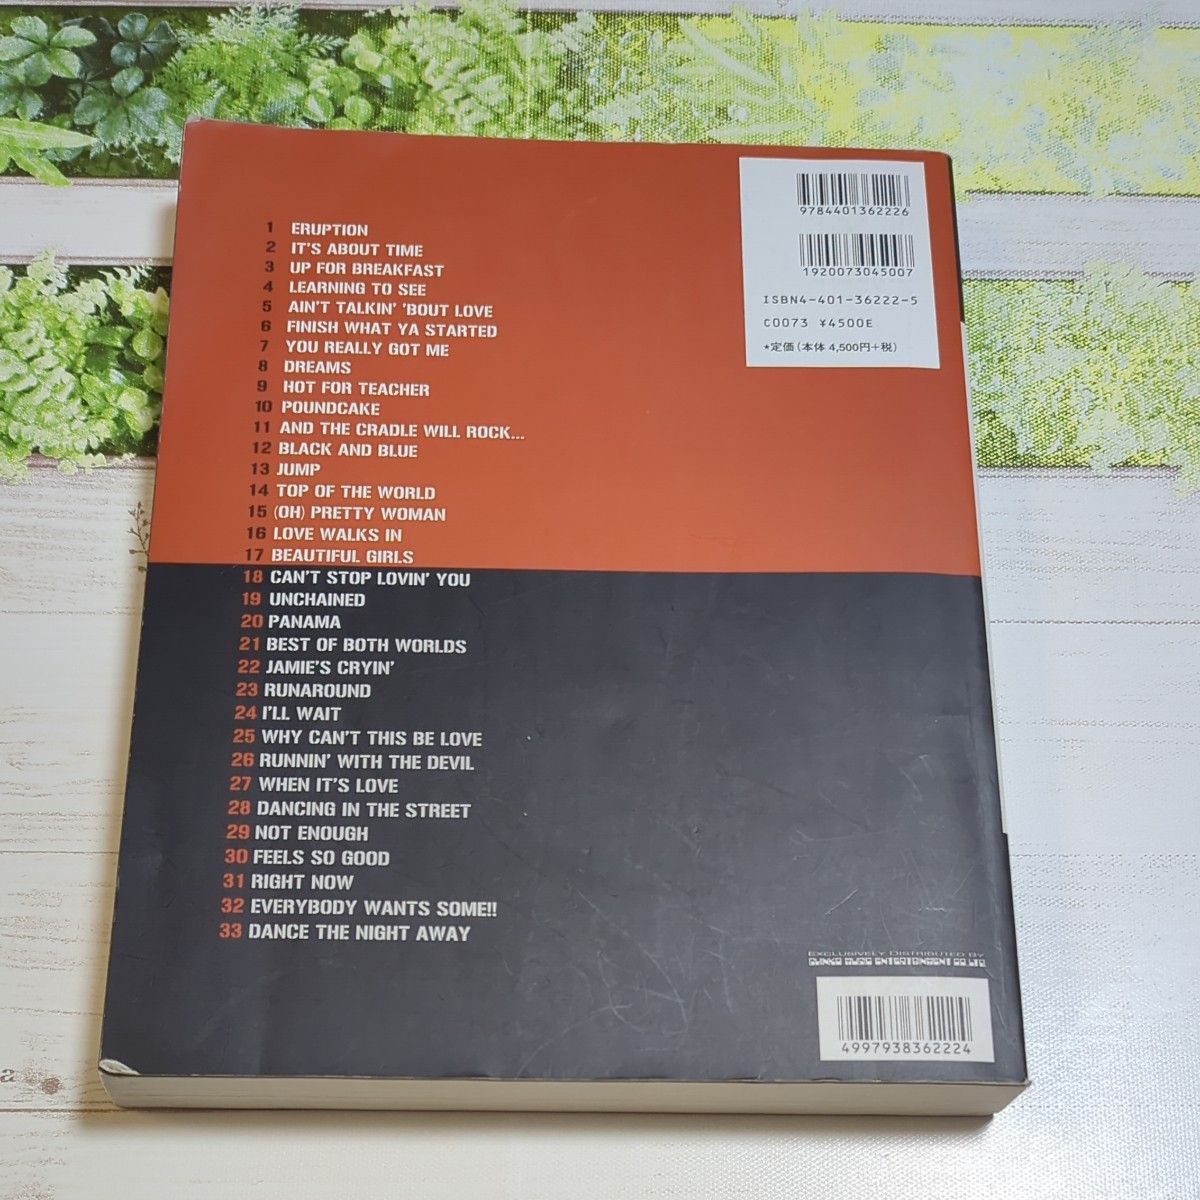 9784401362226
1920073045007
ISBN4-401-36222-5
C0073 ¥4500E
★定価(本体 4,500円+税)
1 ERUPTION
2 IT'S ABOUT TIME
3 UP FOR BREAKFAST
4 LEARNING TO SEE
5 AIN'T TALKIN' 'BOUT LOVE
6 FINISH WHAT YA STARTED
7 YOU REALLY GOT ME
8 DREAMS
9 HOT FOR TEACHER
10 POUNDCAKE
11 AND THE CRADLE WILL ROCK...
12 BLACK AND BLUE
13 JUMP
14 TOP OF THE WORLD
15 (OH) PRETTY WOMAN
16 LOVE WALKS IN
17 BEAUTIFUL GIRLS
18 CAN'T STOP LOVIN' YOU
19 UNCHAINED
20 PANAMA
21 BEST OF BOTH WORLDS
22 JAMIE'S CRYIN'
23 RUNAROUND
24 I'LL WAIT
25 WHY CAN'T THIS BE LOVE
26 RUNNIN' WITH THE DEVIL
27 WHEN IT'S LOVE
28 DANCING IN THE STREET
29 NOT ENOUGH
30 FEELS SO GOOD
31 RIGHT NOW
32 EVERYBODY WANTS SOME!!
33 DANCE THE NIGHT AWAY
EXCLUSIVELY DISTRIBUTED BY
SHINKO MUSIC ENTERTAINMENT CO.,LTD.
4997938362224